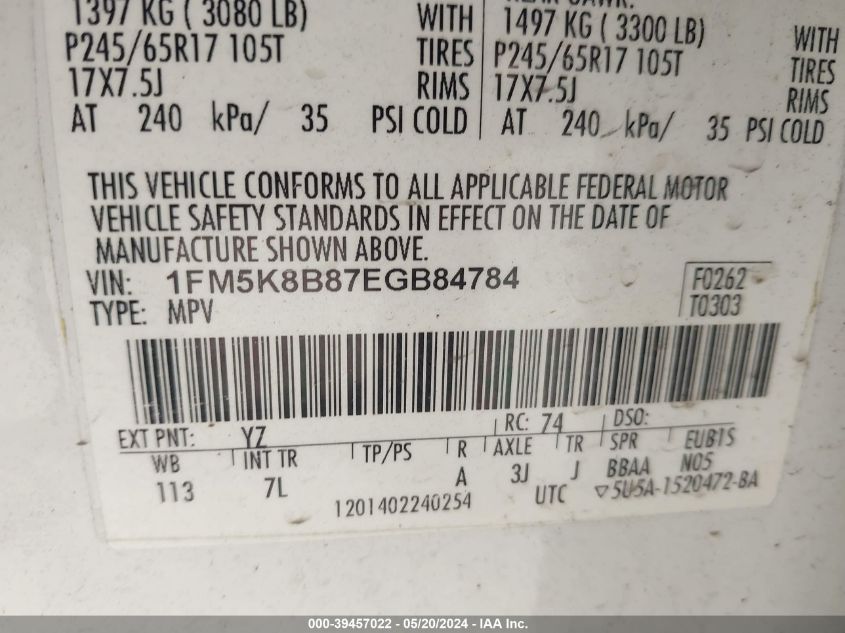 1397 KG ( 3080 LB) WITH 1497 KG ( 3300 LB) WITH
P245/65R17 105T TIRES P245/65R17 105T TIRES
17X7.5J RIMS 17X7.5J RIMS
AT 240 kPa/ 35 PSI COLD AT 240 kPa/ 35 PSI COLD
THIS VEHICLE CONFORMS TO ALL APPLICABLE FEDERAL MOTOR
VEHICLE SAFETY STANDARDS IN EFFECT ON THE DATE OF
MANUFACTURE SHOWN ABOVE.
VIN: 1FM5K8B87EGB84784 F0262
TYPE: MPV T0303
EXT PNT: YZ RC: 74 DSO:
WB INT TR TP/PS R AXLE TR SPR EUB1S
113 7L A 3J J BBAA N05
1201402240254 UTC ▽5U5A-1520472-BA
000-39457022 — 05/20/2024 - IAA Inc.